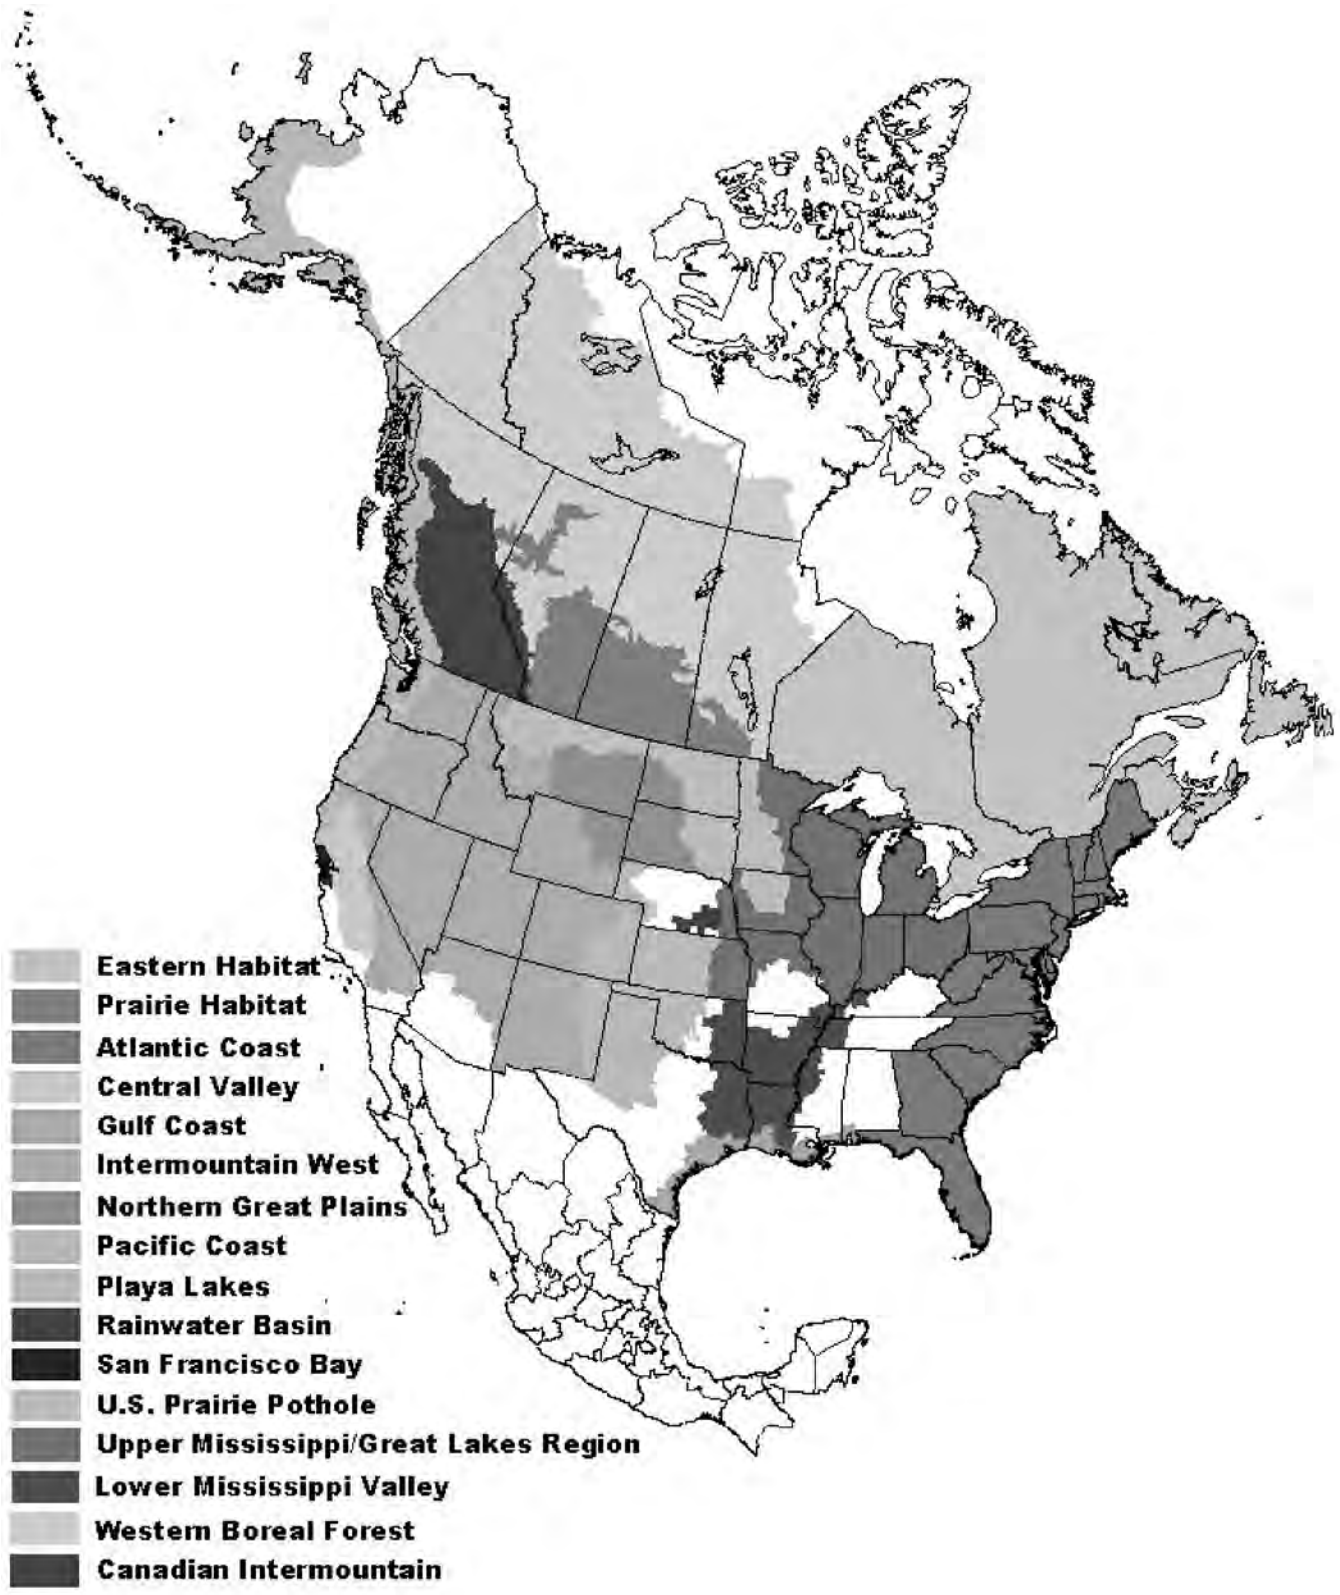 Eastern Habitat
Prairie Habitat
Atlantic Coast
Central Valley
Gulf Coast
Intermountain West
Northern Great Plains
Pacific Coast
Playa Lakes
Rainwater Basin
San Francisco Bay
U.S. Prairie Pothole
Upper Mississippi/Great Lakes Region
Lower Mississippi Valley
Western Boreal Forest
Canadian Intermountain